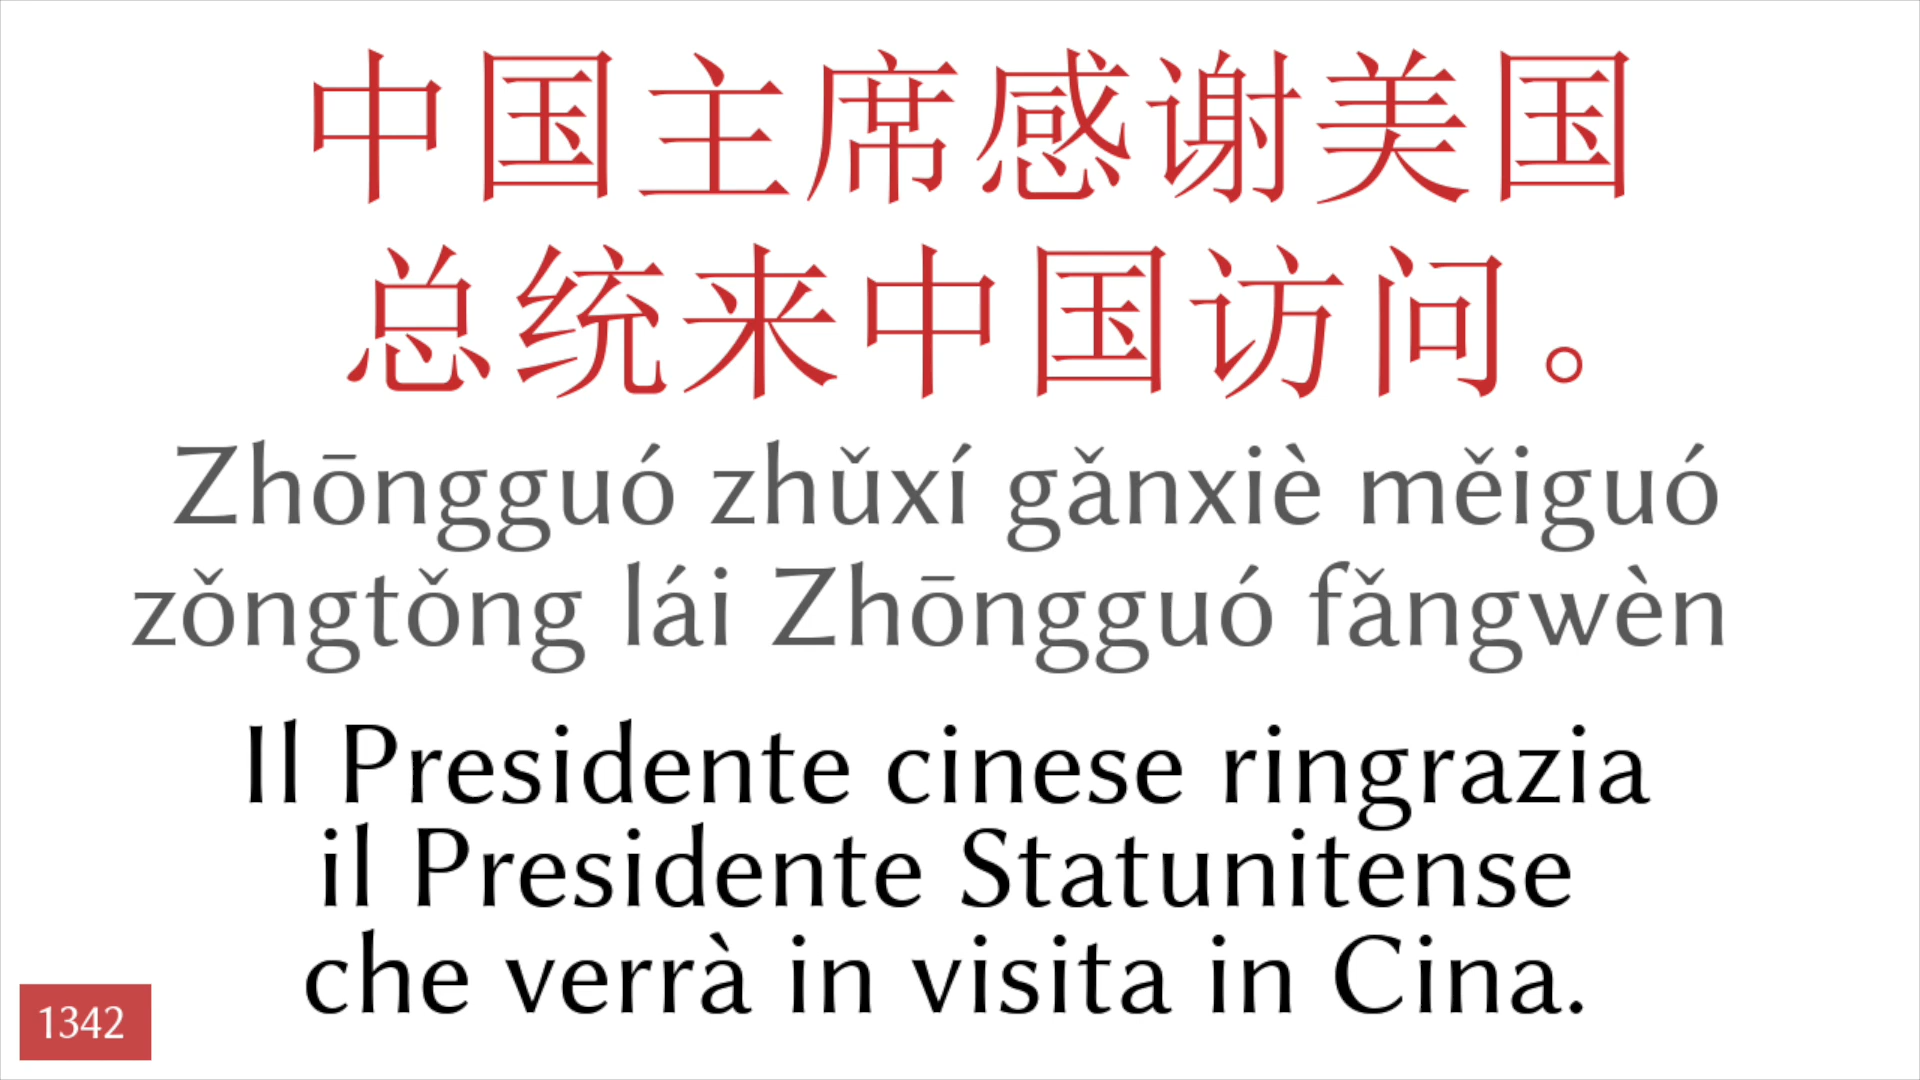 中国主席感谢美国
总统来中国访问。
Zhōngguó zhǔxí gǎnxiè měiguó
zǒngtǒng lái Zhōngguó fǎngwèn
Il Presidente cinese ringrazia
il Presidente Statunitense
che verrà in visita in Cina.
1342